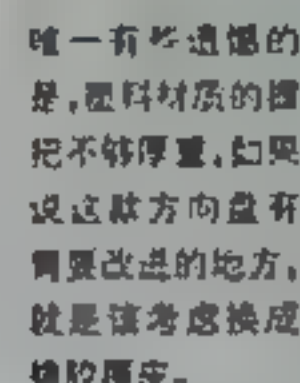 唯一有些遗憾的
是，塑料材质的握
把不够厚重，如果
说这款方向盘有
需要改进的地方，
就是该考虑换成
橡胶质感。